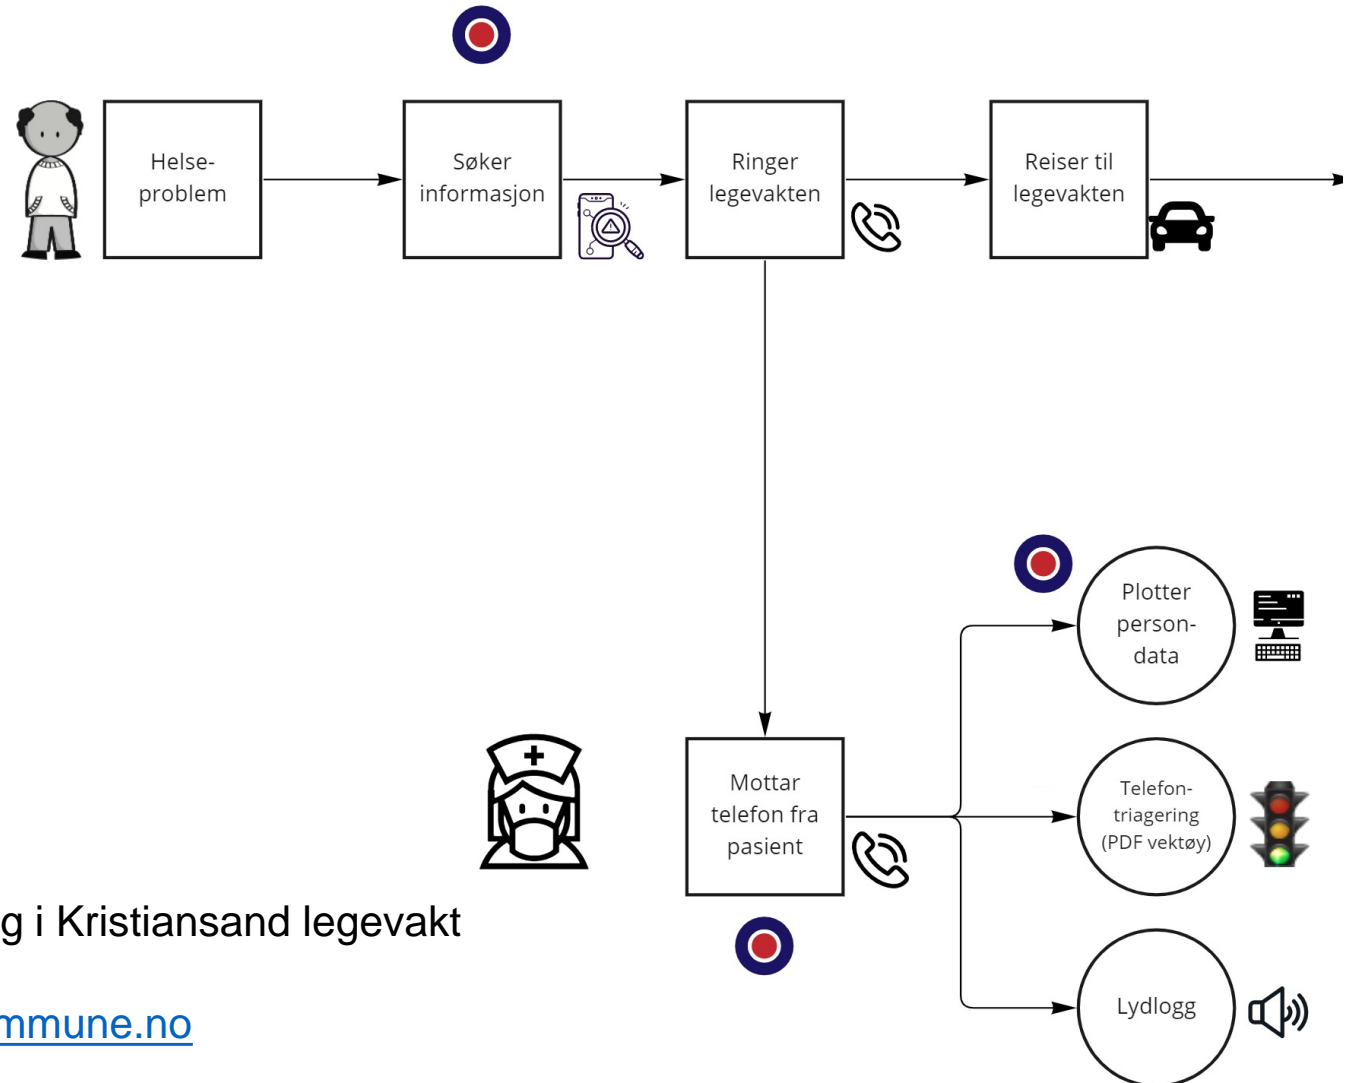 Helse-
problem
Søker
informasjon
Ringer
legevakten
Reiser til
legevakten
Plotter
person-
data
Mottar
telefon fra
pasient
Telefon-
triagering
(PDF vektøy)
Lydlogg
g i Kristiansand legevakt
mmune.no